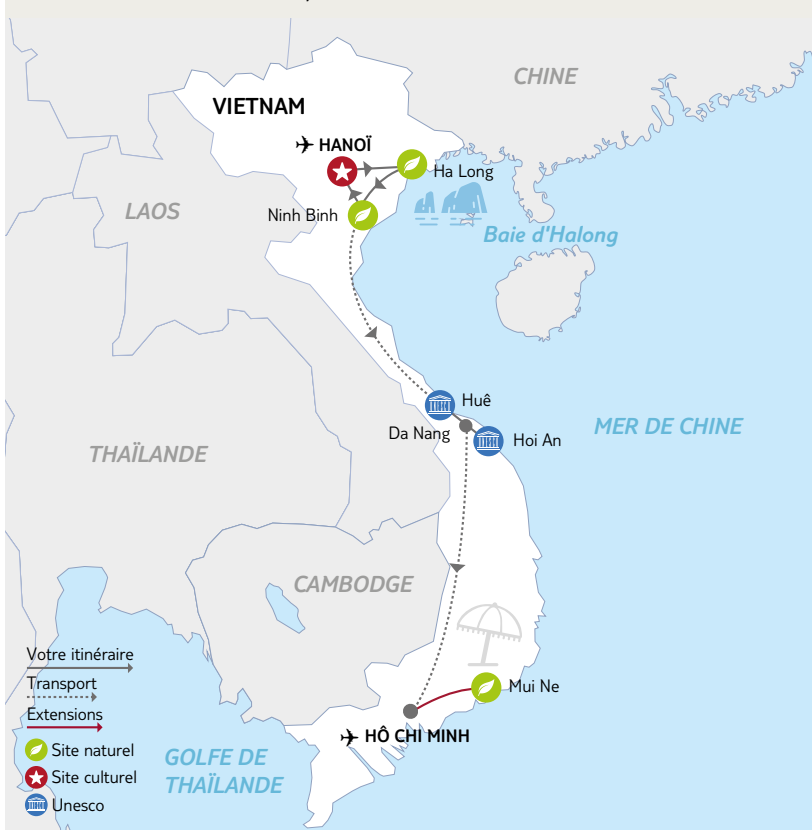 CHINE
VIETNAM
HANOÏ
Ha Long
LAOS
Ninh Binh
Baie d'Halong
Huê
Da Nang
Hoi An
MER DE CHINE
THAÏLANDE
CAMBODGE
Votre itinéraire
Transport
Extensions
Mui Ne
HÔ CHI MINH
Site naturel
Site culturel
Unesco
GOLFE DE
THAÏLANDE